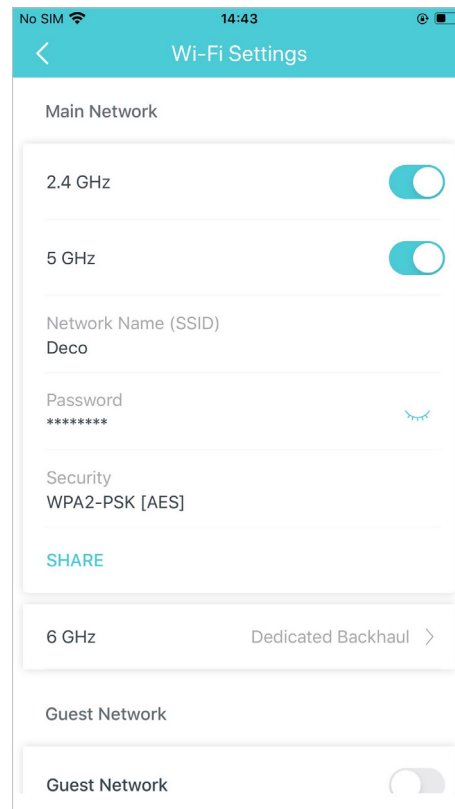 No SIM 14:43
Wi-Fi Settings
Main Network
2.4 GHz
5 GHz
Network Name (SSID)
Deco
Password
********
Security
WPA2-PSK [AES]
SHARE
6 GHz Dedicated Backhaul
Guest Network
Guest Network